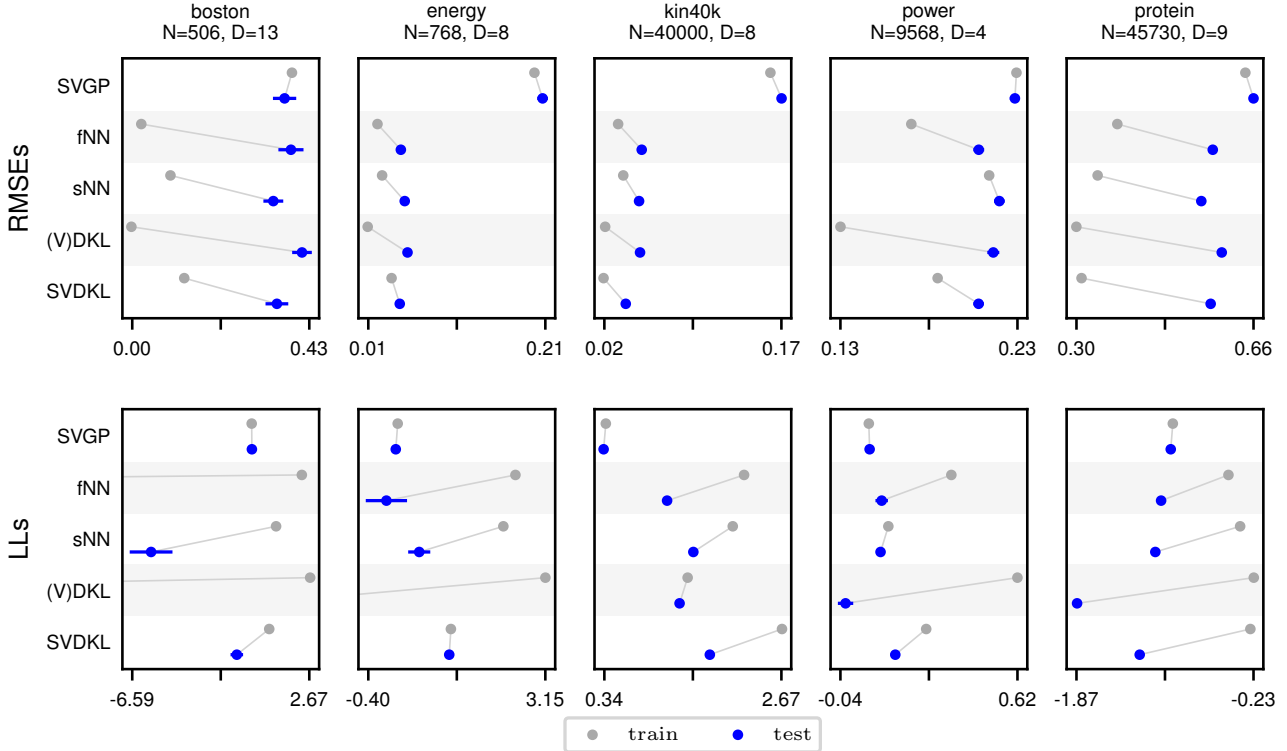 boston
N=506, D=13
energy
N=768, D=8
kin40k
N=40000, D=8
power
N=9568, D=4
protein
N=45730, D=9
RMSEs
SVGP
fNN
sNN
(V)DKL
SVDKL
0.00 0.43
0.01 0.21
0.02 0.17
0.13 0.23
0.30 0.66
LLs
SVGP
fNN
sNN
(V)DKL
SVDKL
-6.59 2.67
-0.40 3.15
0.34 2.67
-0.04 0.62
-1.87 -0.23
train test